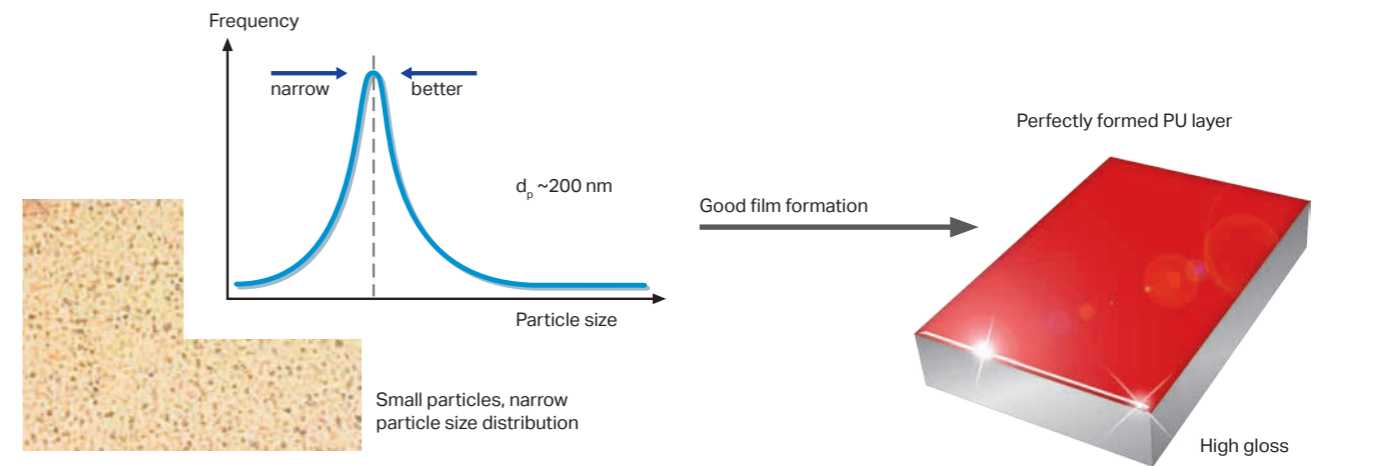 Frequency
narrow
better
d_p ~200 nm
Particle size
Small particles, narrow
particle size distribution
Good film formation
Perfectly formed PU layer
High gloss